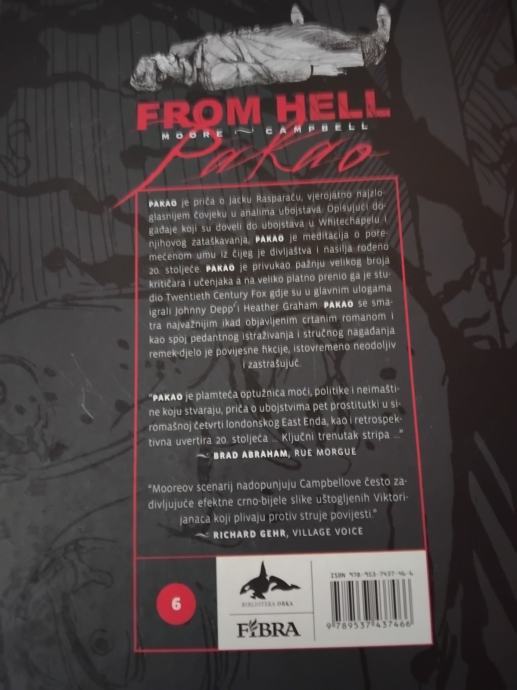 FROM HELL
MOORE ~ CAMPBELL
Pakao
PAKAO je priča o Jacku Rasparaču, vjerojatno najzlo-
glasnijem čovjeku u analima ubojstava. Opisujući do-
gađaje koji su doveli do ubojstava u Whitechapelu i
njihovog zataškavanja, PAKAO je meditacija o pore-
mećenom umu iz čijeg je divljaštva i nasilja rođeno
20. stoljeće. PAKAO je privukao pažnju velikog broja
kritičara i učenjaka a na veliko platno prenio ga je stu-
dio Twentieth Century Fox gdje su u glavnim ulogama
igrali Johnny Depp i Heather Graham. PAKAO se sma-
tra najvažnijim ikad objavljenim crtanim romanom i
kao spoj pedantnog istraživanja i stručnog nagađanja
remek-djelo je povijesne fikcije, istovremeno neodoljiv
i zastrašujuć.
"PAKAO je plamteća optužnica moći, politike i neimašti-
ne koju stvaraju, priča o ubojstvima pet prostitutki u si-
romašnoj četvrti londonskog East Enda, kao i retrospek-
tivna uvertira 20. stoljeća ... Ključni trenutak stripa ..."
~ BRAD ABRAHAM, RUE MORGUE
"Mooreov scenarij nadopunjuju Campbellove često za-
divljujuće efektne crno-bijele slike uštogljenih Viktori-
janaca koji plivaju protiv struje povijesti."
~ RICHARD GEHR, VILLAGE VOICE
6
BIBLIOTEKA ORKA
FIBRA
ISBN 978-953-7437-46-6
9789537437466